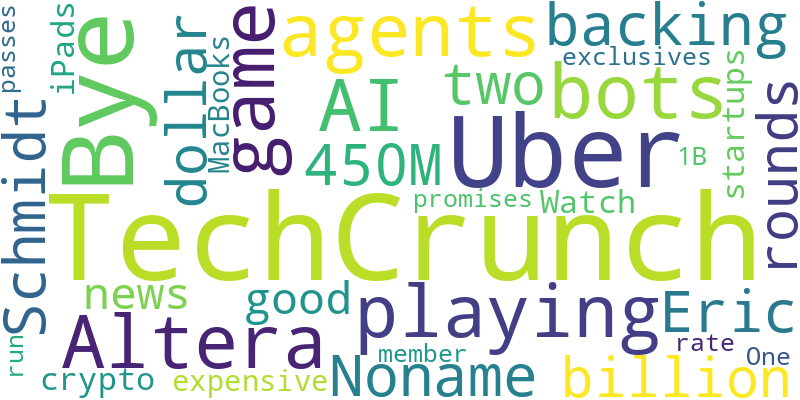 passes
iPads
Bye
dollar
MacBooks
game
agents
backing
exclusives
AI
two
bots
startups
rounds
Schmidt
450M
Uber
1B
promises
Watch
TechCrunch
news
good
playing
Eric
Altera
run
crypto
expensive
member
Noname
rate
One
billion